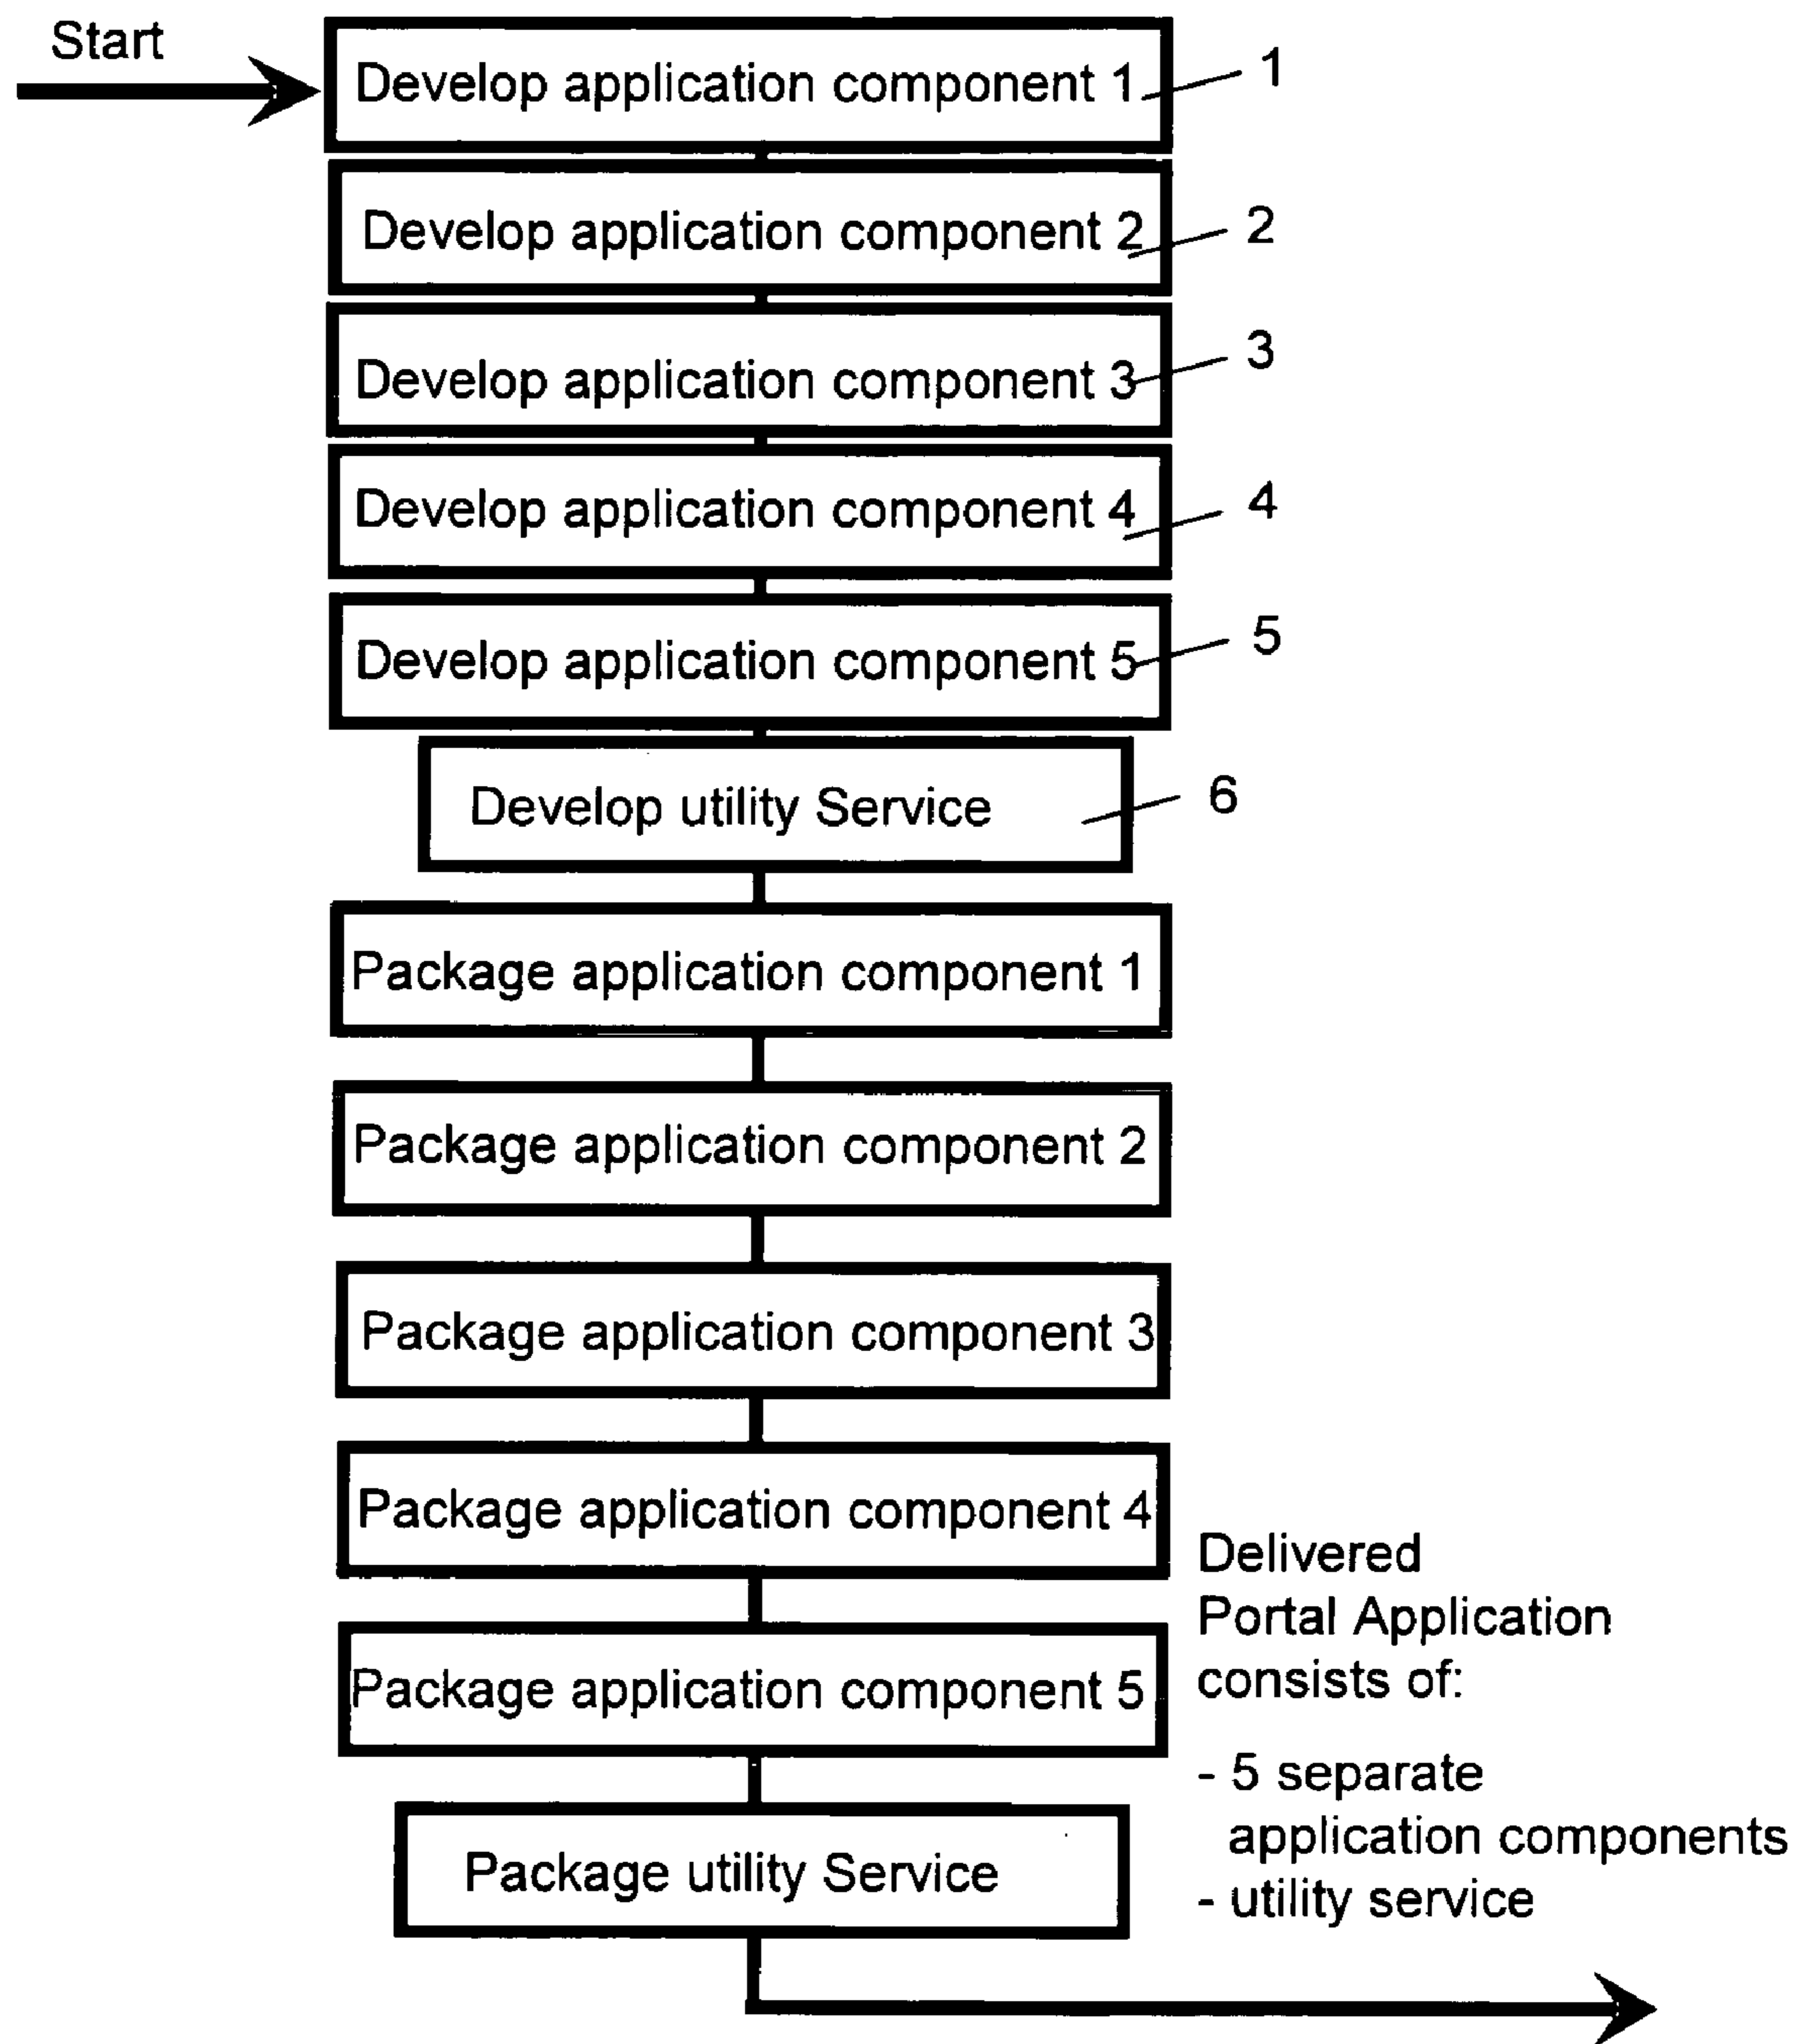 Start
Develop application component 1
1
Develop application component 2
2
Develop application component 3
3
Develop application component 4
4
Develop application component 5
5
Develop utility Service
6
Package application component 1
Package application component 2
Package application component 3
Package application component 4
Package application component 5
Package utility Service
Delivered
Portal Application
consists of:
- 5 separate
application components
- utility service